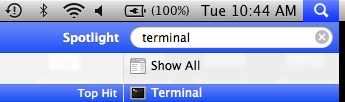 (100%) Tue 10:44 AM
Spotlight terminal
Show All
Top Hit Terminal